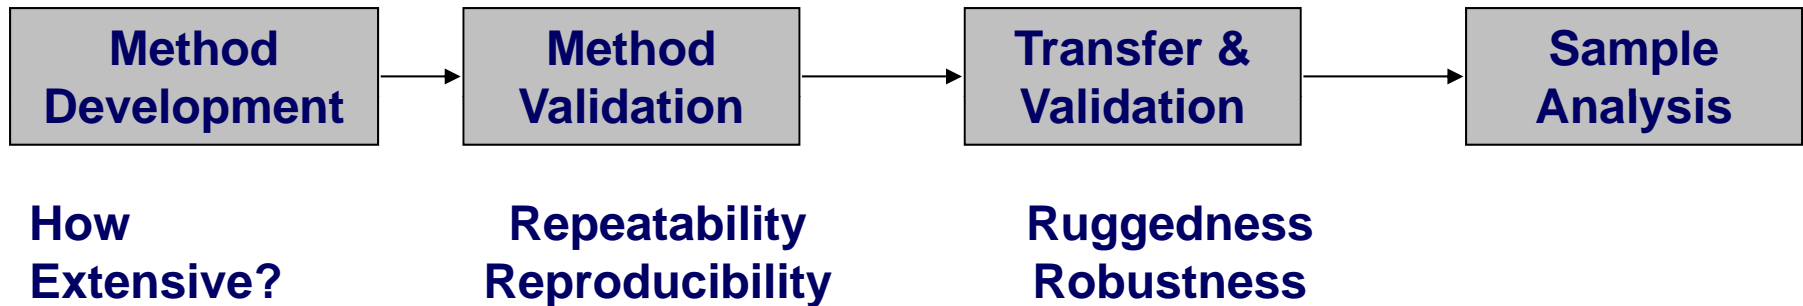 Method
Development
Method
Validation
Transfer &
Validation
Sample
Analysis
How
Extensive?
Repeatability
Reproducibility
Ruggedness
Robustness